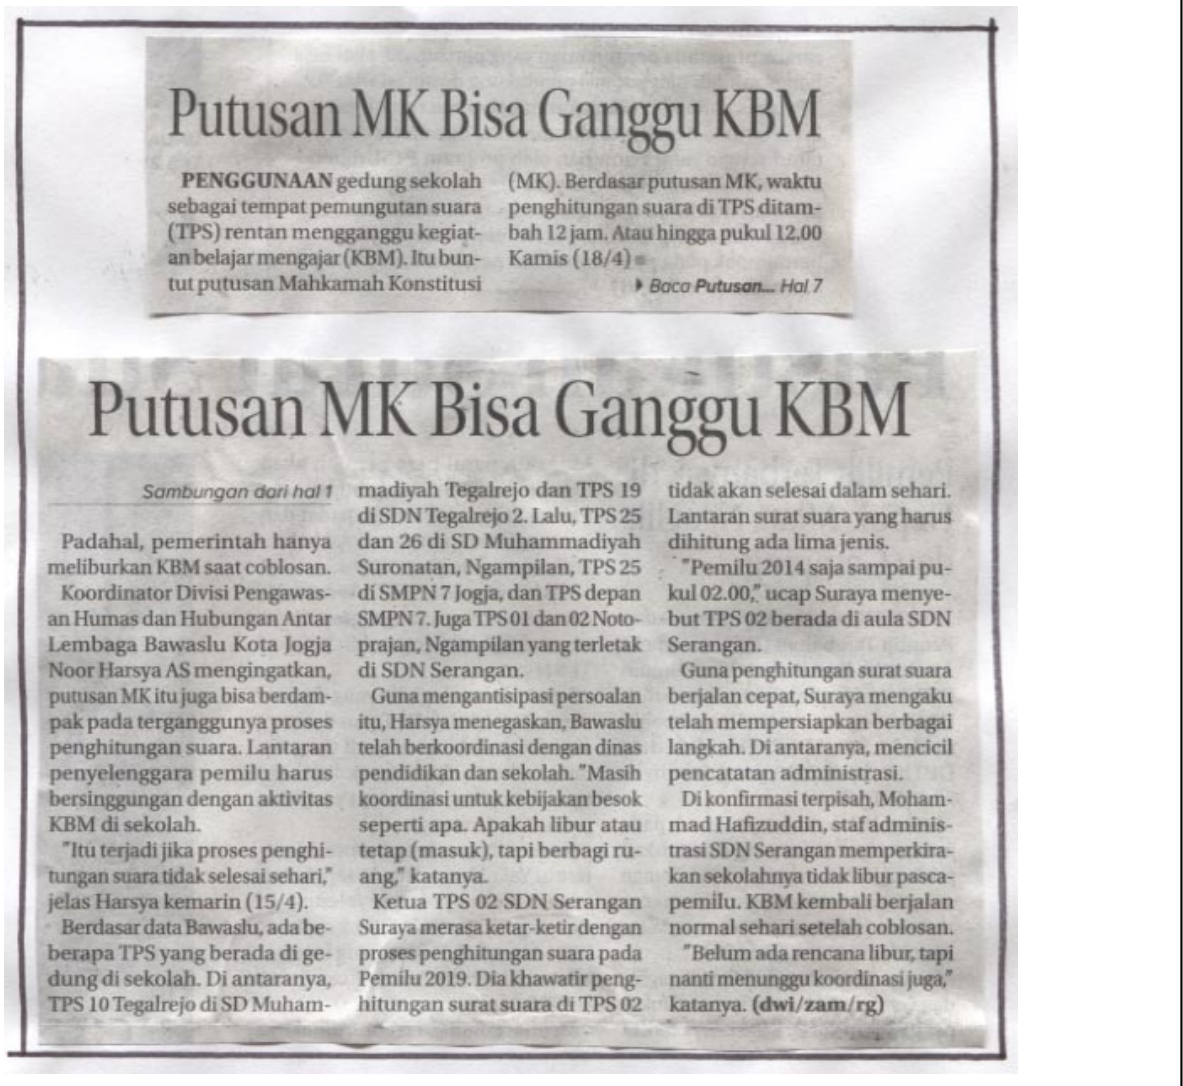 Putusan MK Bisa Ganggu KBM
PENGGUNAAN gedung sekolah
sebagai tempat pemungutan suara
(TPS) rentan mengganggu kegiat-
an belajar mengajar (KBM). Itu bun-
tut putusan Mahkamah Konstitusi
(MK). Berdasar putusan MK, waktu
penghitungan suara di TPS ditam-
bah 12 jam. Atau hingga pukul 12.00
Kamis (18/4)
Baca Putusan... Hal 7
Putusan MK Bisa Ganggu KBM
Sambungan dari hal 1
Padahal, pemerintah hanya
meliburkan KBM saat coblosan.
Koordinator Divisi Pengawas-
an Humas dan Hubungan Antar
Lembaga Bawaslu Kota Jogja
Noor Harsya AS mengingatkan,
putusan MK itu juga bisa berdam-
pak pada terganggunya proses
penghitungan suara. Lantaran
penyelenggara pemilu harus
bersinggungan dengan aktivitas
KBM di sekolah.
"Itu terjadi jika proses penghi-
tungan suara tidak selesai sehari,"
jelas Harsya kemarin (15/4).
Berdasar data Bawaslu, ada be-
berapa TPS yang berada di ge-
dung di sekolah. Di antaranya,
TPS 10 Tegalrejo di SD Muham-
madiyah Tegalrejo dan TPS 19
di SDN Tegalrejo 2. Lalu, TPS 25
dan 26 di SD Muhammadiyah
Suronatan, Ngampilan, TPS 25
di SMPN 7 Jogja, dan TPS depan
SMPN 7. Juga TPS 01 dan 02 Noto-
prajan, Ngampilan yang terletak
di SDN Serangan.
Guna mengantisipasi persoalan
itu, Harsya menegaskan, Bawaslu
telah berkoordinasi dengan dinas
pendidikan dan sekolah. "Masih
koordinasi untuk kebijakan besok
seperti apa. Apakah libur atau
tetap (masuk), tapi berbagi ru-
ang," katanya.
Ketua TPS 02 SDN Serangan
Suraya merasa ketar-ketir dengan
proses penghitungan suara pada
Pemilu 2019. Dia khawatir peng-
hitungan surat suara di TPS 02
tidak akan selesai dalam sehari.
Lantaran surat suara yang harus
dihitung ada lima jenis.
"Pemilu 2014 saja sampai pu-
kul 02.00," ucap Suraya menye-
but TPS 02 berada di aula SDN
Serangan.
Guna penghitungan surat suara
berjalan cepat, Suraya mengaku
telah mempersiapkan berbagai
langkah. Di antaranya, mencicil
pencatatan administrasi.
Di konfirmasi terpisah, Moham-
mad Hafizuddin, staf adminis-
trasi SDN Serangan memperkira-
kan sekolahnya tidak libur pasca-
pemilu. KBM kembali berjalan
normal sehari setelah coblosan.
"Belum ada rencana libur, tapi
nanti menunggu koordinasi juga,"
katanya. (dwi/zam/rg)